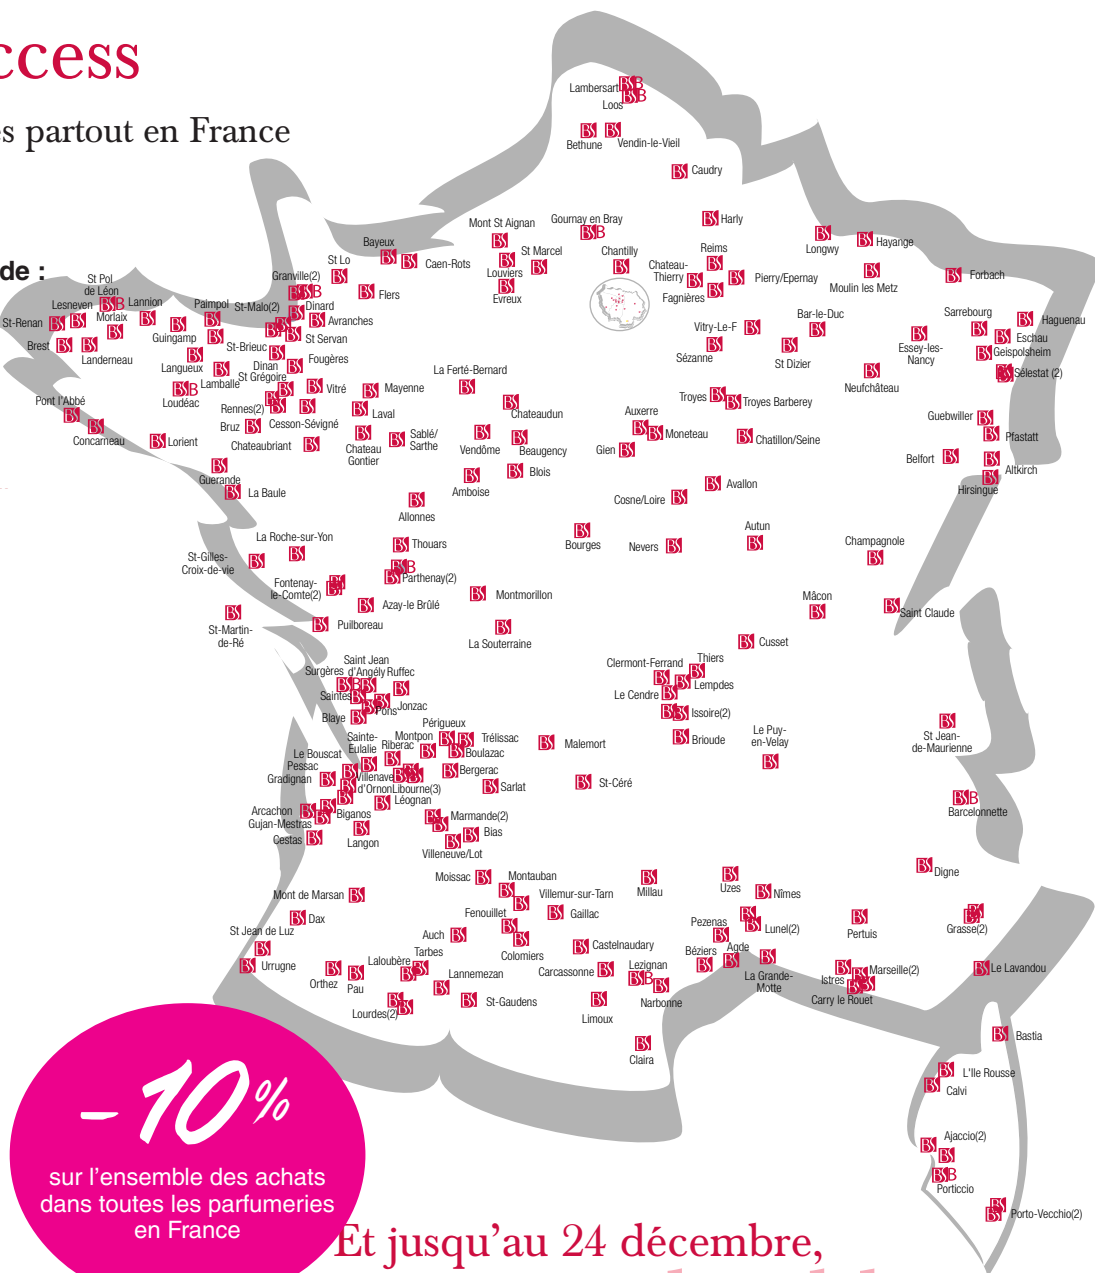 ccess
es partout en France
de :
Lambersart
Loos
Bethune
Vendin-le-Vieil
Caudry
Mont St Aignan
Gournay en Bray
Harly
Longwy
Hayange
Bayeux
Caen-Rots
St Lo
Louviers
St Marcel
Chantilly
Reims
Chateau-
Thierry
Pierry/Epernay
Moulin les Metz
Forbach
Granville(2)
Flers
Evreux
Fagnières
St Pol
de Léon
Lesneven
Lannion
Morlaix
Paimpol
St-Malo(2)
Dinard
Avranches
St-Renan
Brest
Landerneau
Guingamp
St-Brieuc
St Servan
Langueux
Dinan
Fougères
Lamballe
St Grégoire
Loudéac
Vitré
Mayenne
La Ferté-Bernard
Vitry-Le-F
Bar-le-Duc
Sarrebourg
Haguenau
Eschau
Essey-les-
Nancy
Geispolsheim
Sézanne
St Dizier
Neufchâteau
Sélestat (2)
Pont l'Abbé
Concarneau
Lorient
Rennes(2)
Bruz
Cesson-Sévigné
Laval
Chateaubriant
Chateau
Gontier
Sablé/
Sarthe
Chateaudun
Vendôme
Beaugency
Blois
Amboise
Auxerre
Moneteau
Gien
Troyes
Troyes Barberey
Chatillon/Seine
Guebwiller
Pfastatt
Belfort
Altkirch
Hirsingue
Guerande
La Baule
Allonnes
Cosne/Loire
Avallon
La Roche-sur-Yon
Thouars
Bourges
Nevers
Autun
Champagnole
St-Gilles-
Croix-de-vie
Fontenay-
le-Comte(2)
Parthenay(2)
Montmorillon
Mâcon
Saint Claude
St-Martin-
de-Ré
Azay-le Brûlé
Puilboreau
La Souterraine
Cusset
Saint Jean
Surgères
d'Angély
Ruffec
Saintes
Pons
Jonzac
Blaye
Clermont-Ferrand
Thiers
Lempdes
Le Cendre
Issoire(2)
Brioude
Le Puy-
en-Velay
St Jean-
de-Maurienne
Périgueux
Sainte-
Eulalie
Riberac
Montpon
Trélissac
Boulazac
Malemort
Le Bouscat
Pessac
Gradignan
Villenave
d'Ornon
Libourne(3)
Bergerac
Sarlat
St-Céré
Léognan
Arcachon
Gujan-Mestras
Biganos
Cestas
Langon
Marmande(2)
Bias
Villeneuve/Lot
Barcelonnette
Moissac
Montauban
Millau
Uzes
Nîmes
Digne
Mont de Marsan
Villemur-sur-Tarn
Dax
Fenouillet
Gaillac
Pezenas
Lunel(2)
Pertuis
Grasse(2)
St Jean de Luz
Auch
Colomiers
Castelnaudary
Béziers
Agde
Urrugne
Orthez
Pau
Laloubère
Tarbes
Lannemezan
St-Gaudens
Carcassonne
Lezignan
Narbonne
Limoux
La Grande-
Motte
Istres
Marseille(2)
Carry le Rouet
Le Lavandou
Lourdes(2)
Claira
Bastia
L'Ile Rousse
Calvi
Ajaccio(2)
Porticcio
Porto-Vecchio(2)
-10%
sur l'ensemble des achats
dans toutes les parfumeries
en France
Et jusqu'au 24 décembre,